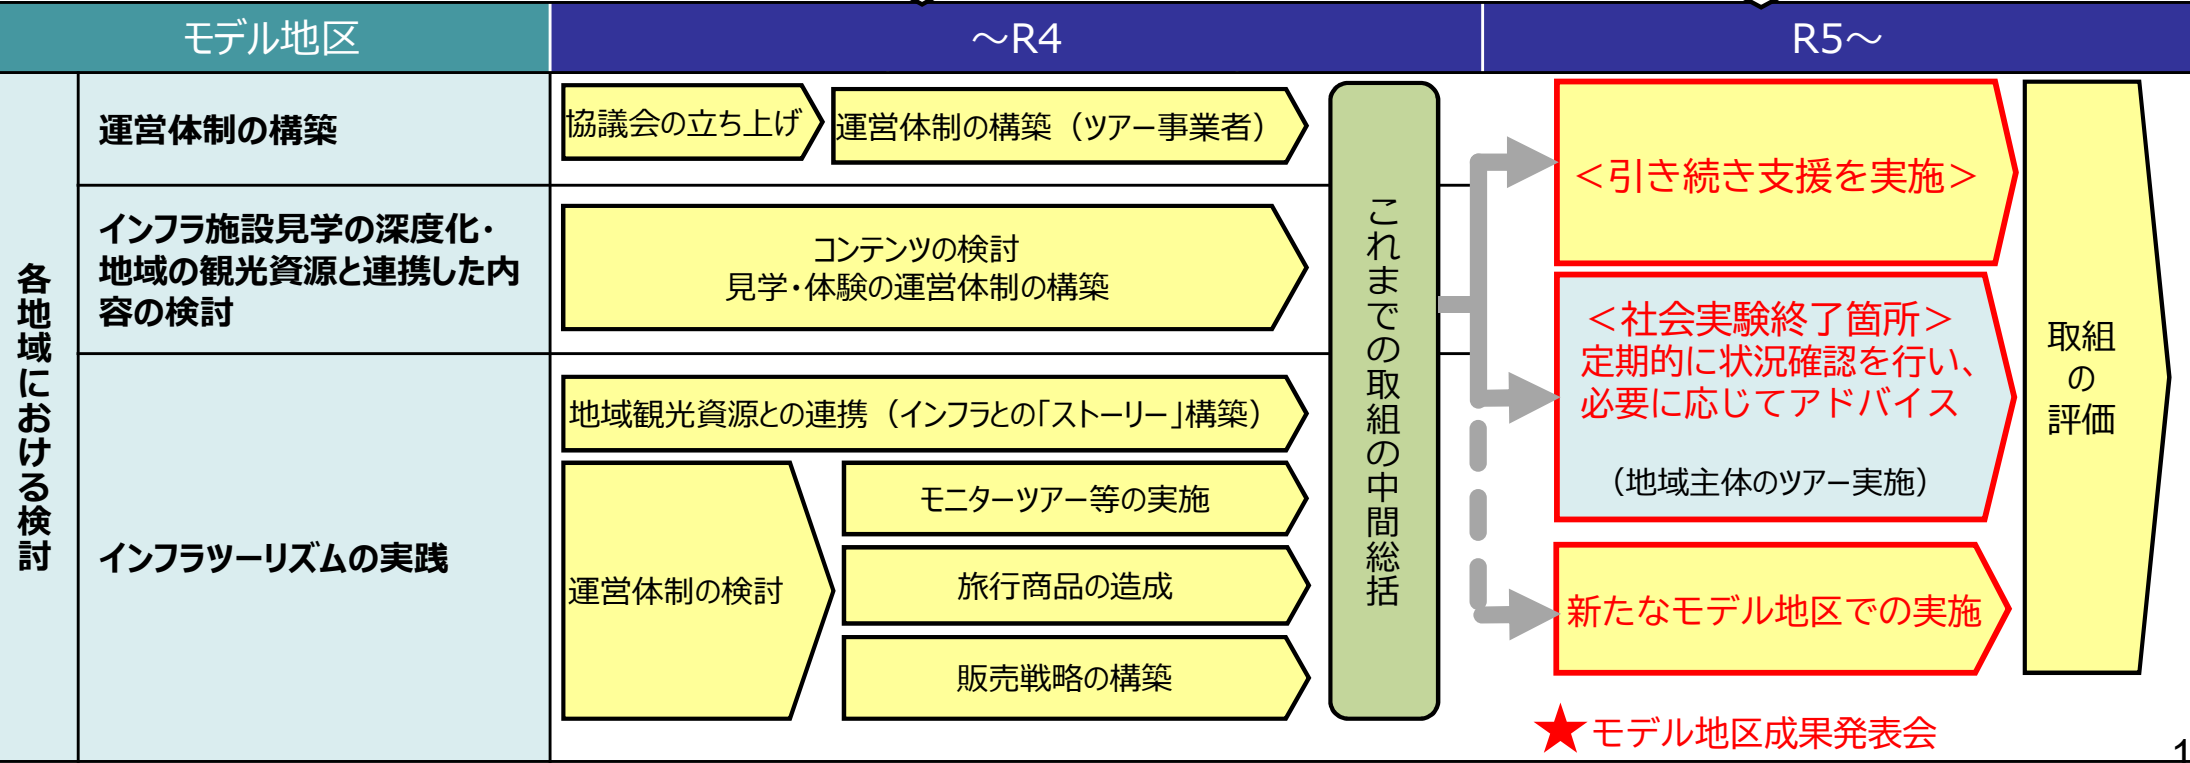 モデル地区
～R4
R5～
各地域における検討
運営体制の構築
協議会の立ち上げ
運営体制の構築（ツアー事業者）
インフラ施設見学の深度化・
地域の観光資源と連携した内
容の検討
コンテンツの検討
見学・体験の運営体制の構築
インフラツーリズムの実践
地域観光資源との連携（インフラとの「ストーリー」構築）
運営体制の検討
モニターツアー等の実施
旅行商品の造成
販売戦略の構築
これまでの取組の中間総括
＜引き続き支援を実施＞
＜社会実験終了箇所＞
定期的に状況確認を行い、
必要に応じてアドバイス
（地域主体のツアー実施）
新たなモデル地区での実施
取組
の
評価
★モデル地区成果発表会
1